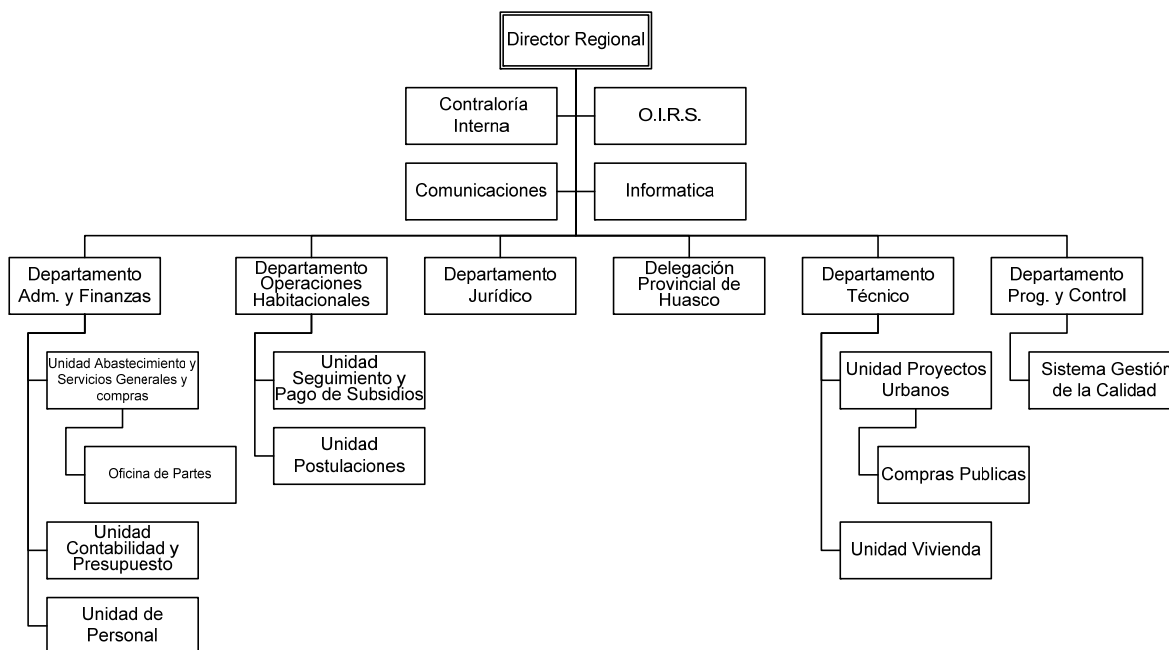 Director Regional
Contraloría
Interna
O.I.R.S.
Comunicaciones
Informatica
Departamento
Adm. y Finanzas
Departamento
Operaciones
Habitacionales
Departamento
Jurídico
Delegación
Provincial de
Huasco
Departamento
Técnico
Departamento
Prog. y Control
Unidad Abastecimiento y
Servicios Generales y
compras
Unidad
Seguimiento y
Pago de Subsidios
Unidad Proyectos
Urbanos
Sistema Gestión
de la Calidad
Oficina de Partes
Unidad
Postulaciones
Compras Publicas
Unidad
Contabilidad y
Presupuesto
Unidad Vivienda
Unidad de
Personal